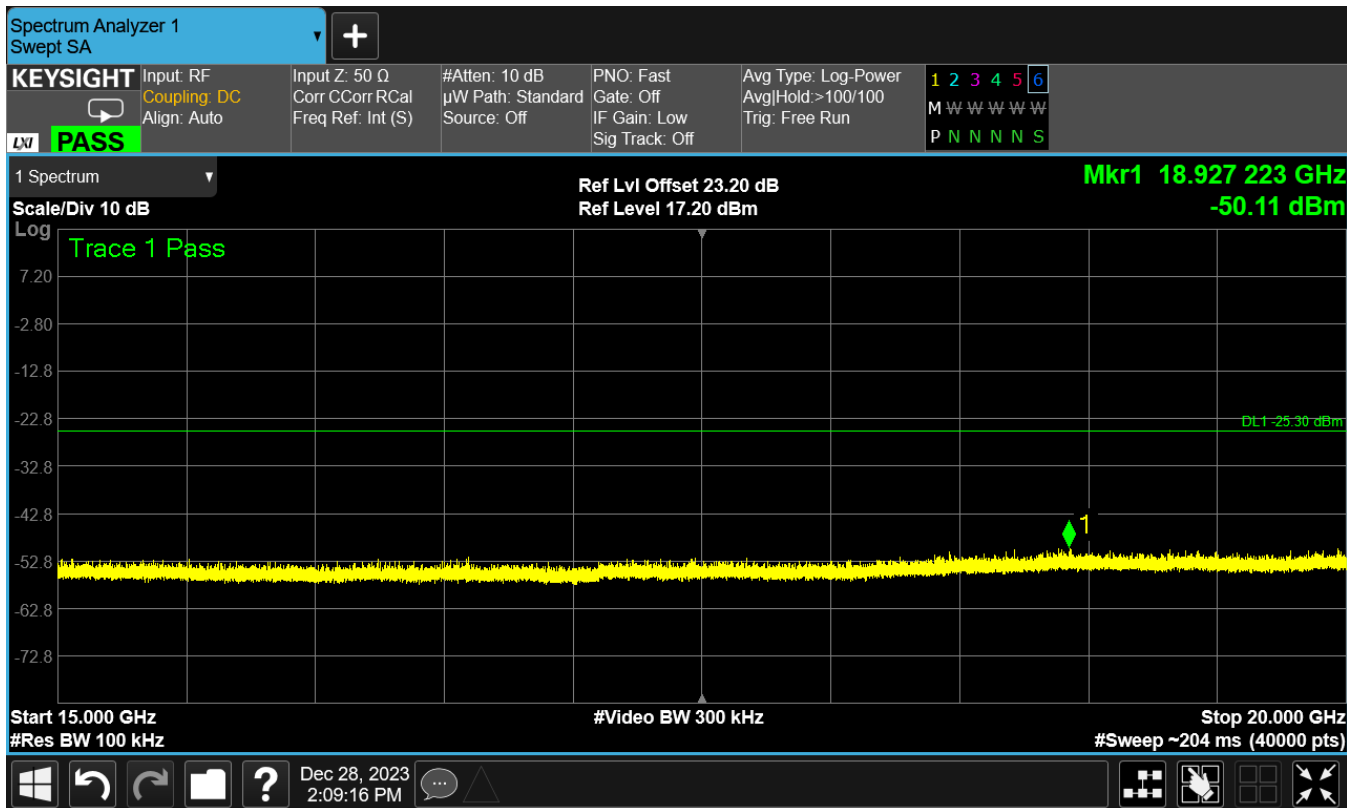 Spectrum Analyzer 1
Swept SA
KEYSIGHT
LXI
PASS
Input: RF
Coupling: DC
Align: Auto
Input Z: 50 Ω
Corr CCorr RCal
Freq Ref: Int (S)
#Atten: 10 dB
µW Path: Standard
Source: Off
PNO: Fast
Gate: Off
IF Gain: Low
Sig Track: Off
Avg Type: Log-Power
Avg|Hold:>100/100
Trig: Free Run
1 2 3 4 5 6
M W W W W W
P N N N N S
1 Spectrum
Scale/Div 10 dB
Ref Lvl Offset 23.20 dB
Ref Level 17.20 dBm
Mkr1 18.927 223 GHz
-50.11 dBm
Log
Trace 1 Pass
7.20
-2.80
-12.8
-22.8
DL1 -25.30 dBm
-32.8
-42.8
1
-52.8
-62.8
-72.8
Start 15.000 GHz
#Video BW 300 kHz
Stop 20.000 GHz
#Res BW 100 kHz
#Sweep ~204 ms (40000 pts)
?
Dec 28, 2023
2:09:16 PM